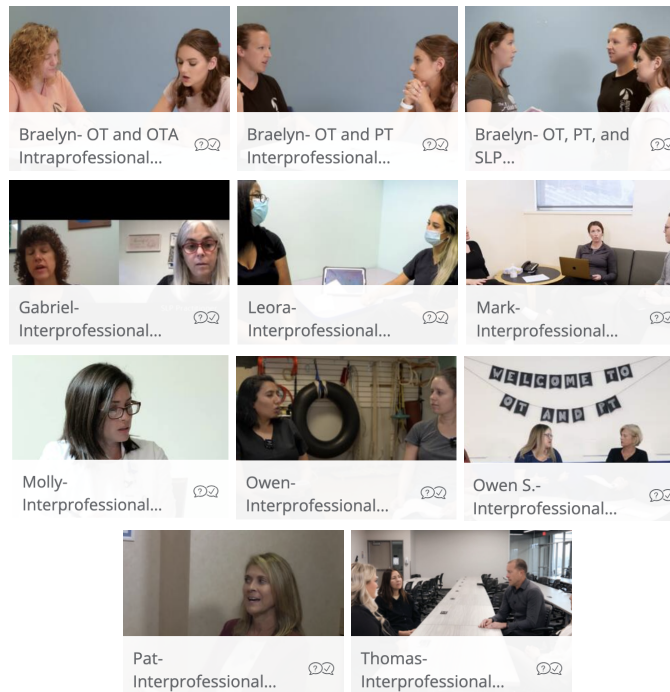 Braelyn- OT and OTA
Intraprofessional...
Braelyn- OT and PT
Interprofessional...
Braelyn- OT, PT, and
SLP...
Gabriel-
Interprofessional...
Leora-
Interprofessional...
Mark-
Interprofessional...
Molly-
Interprofessional...
Owen-
Interprofessional...
WELCOME TO
OT AND PT
Owen S.-
Interprofessional...
Pat-
Interprofessional...
Thomas-
Interprofessional...